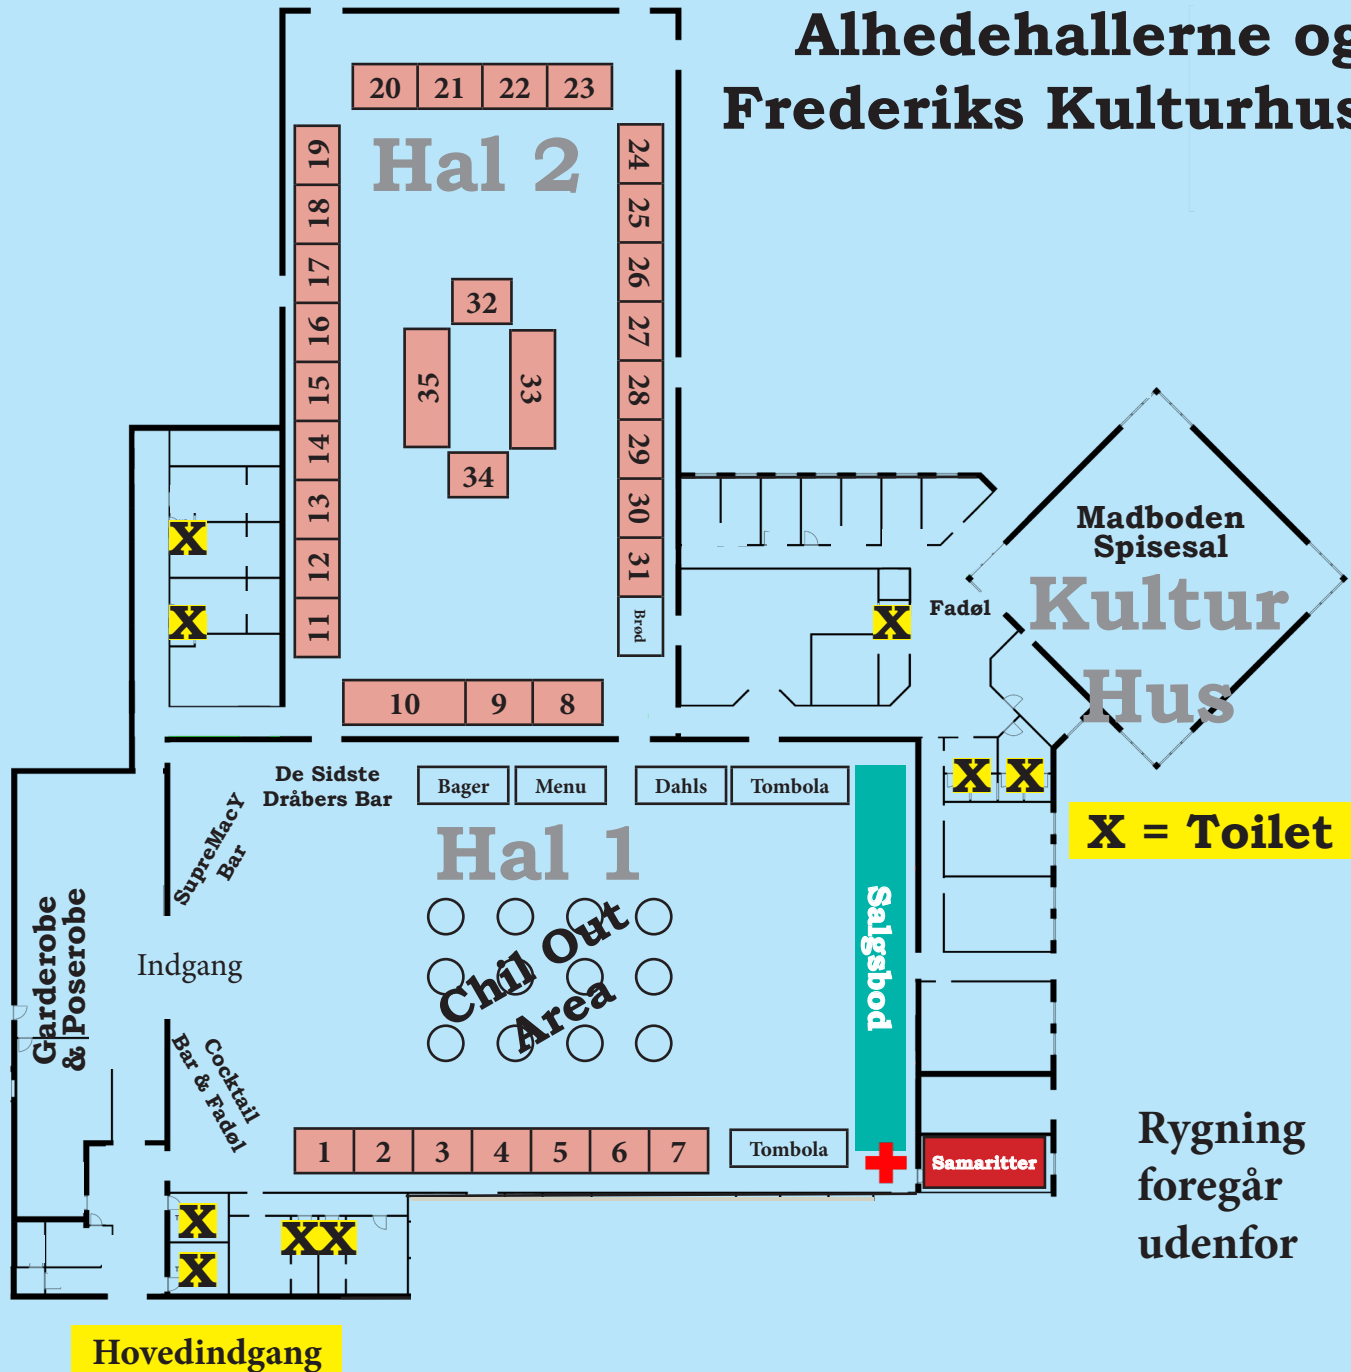 Alhedehallerne og
Frederiks Kulturhus
20 21 22 23
Hal 2
19
18
17
16
15
14
13
12
11
24
25
26
27
28
29
30
31
Brød
32
35
33
34
10 9 8
X
X
X
Fadøl
Madboden
Spisesal
Kultur
Hus
X X
X = Toilet
De Sidste
Dråbers Bar
Bager
Menu
Dahls
Tombola
SupreMacy
Bar
Hal 1
Chil Out
Area
Salgsbod
Garderobe
& Poserobe
Indgang
Cocktail
Bar & Fadøl
1 2 3 4 5 6 7
Tombola
Samaritter
Rygning
foregår
udenfor
X
X
X X
Hovedindgang